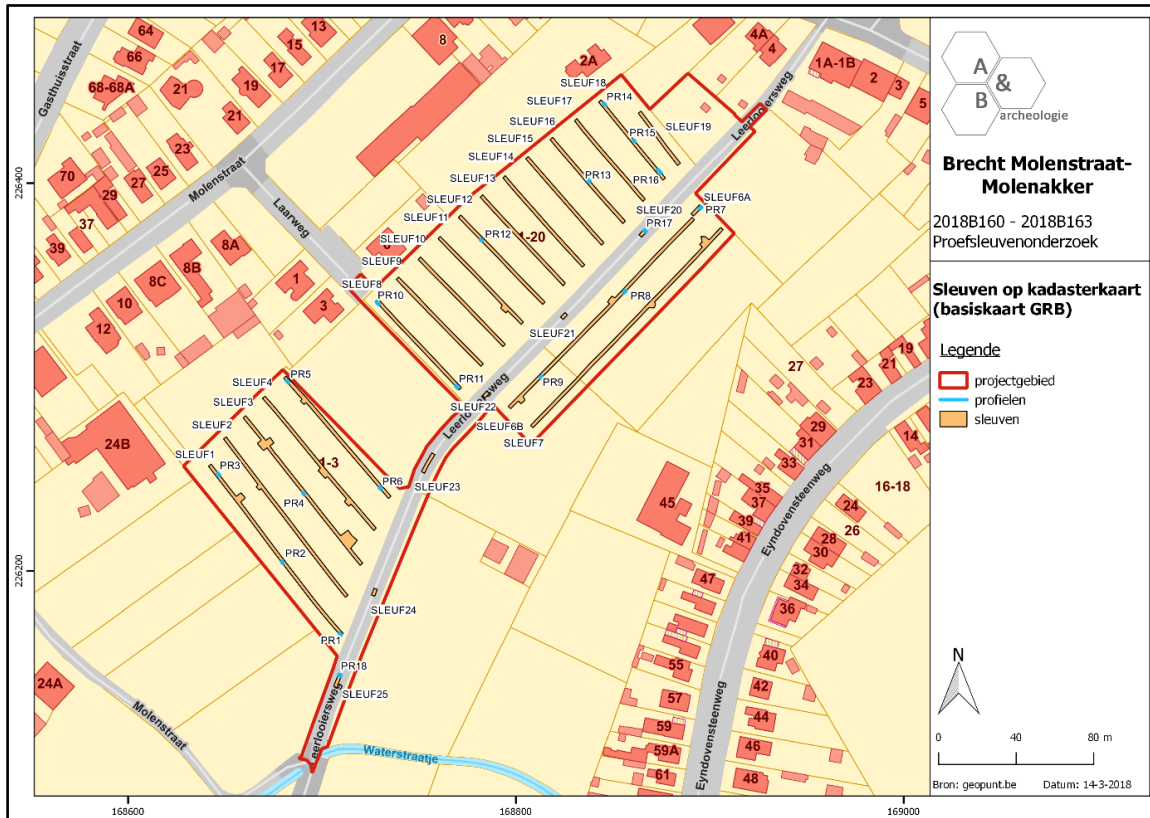 64
66
68-68A
Gasthuisstraat
13
15
17
19
21
21
23
25
27
29
70
37
39
Molenstraat
8
2A
4A
4
1A-1B
2
3
5
Leerlooiersweg
226400
Laarweg
8A
8B
8C
10
12
1
3
6
SLEUF18
PR14
SLEUF17
SLEUF16
SLEUF15
SLEUF14
SLEUF13
SLEUF12
SLEUF11
SLEUF10
SLEUF9
SLEUF8
PR10
PR15
SLEUF19
PR16
PR13
PR12
1-20
SLEUF20
PR17
SLEUF6A
PR7
PR8
SLEUF21
PR9
PR11
SLEUF22
SLEUF6B
SLEUF7
Leerlooiersweg
SLEUF23
PR5
SLEUF4
SLEUF3
SLEUF2
SLEUF1
PR3
1-3
PR4
PR6
PR2
PR1
SLEUF24
PR18
SLEUF25
24B
24A
Molenstraat
eerlooiersweg
Waterstraatje
226200
27
19
21
23
29
31
33
35
37
39
41
45
47
14
16-18
24
26
28
30
32
34
36
40
42
44
46
48
55
57
59
59A
61
Eyndovensteenweg
Eyndovensteenweg
168600
168800
169000
A
&
B
archeologie
Brecht Molenstraat-
Molenakker
2018B160 - 2018B163
Proefsleuvenonderzoek
Sleuven op kadasterkaart
(basiskaart GRB)
Legende
projectgebied
profielen
sleuven
N
0 40 80 m
Bron: geopunt.be Datum: 14-3-2018